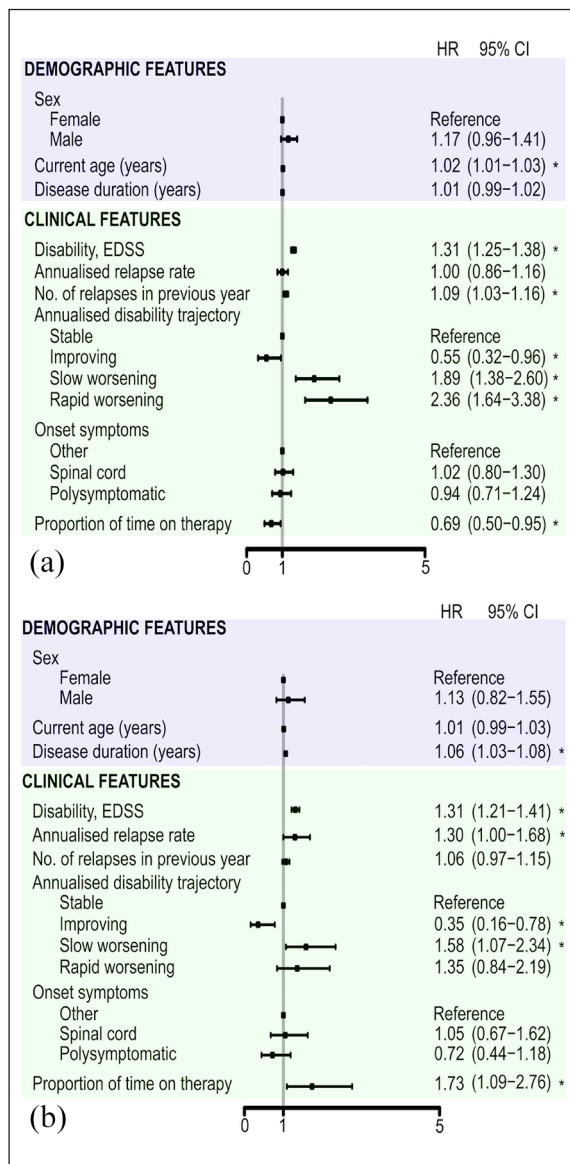 HR 95% CI
DEMOGRAPHIC FEATURES
Sex
Female Reference
Male 1.17 (0.96–1.41)
Current age (years) 1.02 (1.01–1.03) *
Disease duration (years) 1.01 (0.99–1.02)
CLINICAL FEATURES
Disability, EDSS 1.31 (1.25–1.38) *
Annualised relapse rate 1.00 (0.86–1.16)
No. of relapses in previous year 1.09 (1.03–1.16) *
Annualised disability trajectory
Stable Reference
Improving 0.55 (0.32–0.96) *
Slow worsening 1.89 (1.38–2.60) *
Rapid worsening 2.36 (1.64–3.38) *
Onset symptoms
Other Reference
Spinal cord 1.02 (0.80–1.30)
Polysymptomatic 0.94 (0.71–1.24)
Proportion of time on therapy 0.69 (0.50–0.95) *
(a)
0 1 5
HR 95% CI
DEMOGRAPHIC FEATURES
Sex
Female Reference
Male 1.13 (0.82–1.55)
Current age (years) 1.01 (0.99–1.03)
Disease duration (years) 1.06 (1.03–1.08) *
CLINICAL FEATURES
Disability, EDSS 1.31 (1.21–1.41) *
Annualised relapse rate 1.30 (1.00–1.68) *
No. of relapses in previous year 1.06 (0.97–1.15)
Annualised disability trajectory
Stable Reference
Improving 0.35 (0.16–0.78) *
Slow worsening 1.58 (1.07–2.34) *
Rapid worsening 1.35 (0.84–2.19)
Onset symptoms
Other Reference
Spinal cord 1.05 (0.67–1.62)
Polysymptomatic 0.72 (0.44–1.18)
Proportion of time on therapy 1.73 (1.09–2.76) *
(b)
0 1 5